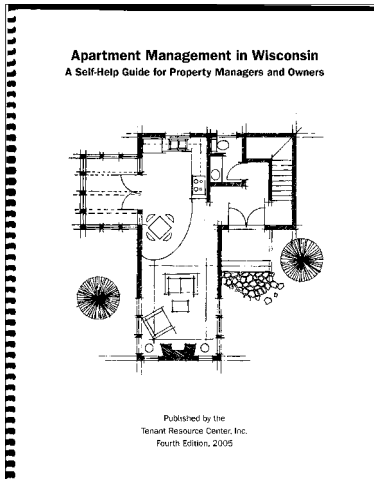 Apartment Management in Wisconsin
A Self-Help Guide for Property Managers and Owners
Published by the
Tenant Resource Center, Inc.
Fourth Edition, 2005